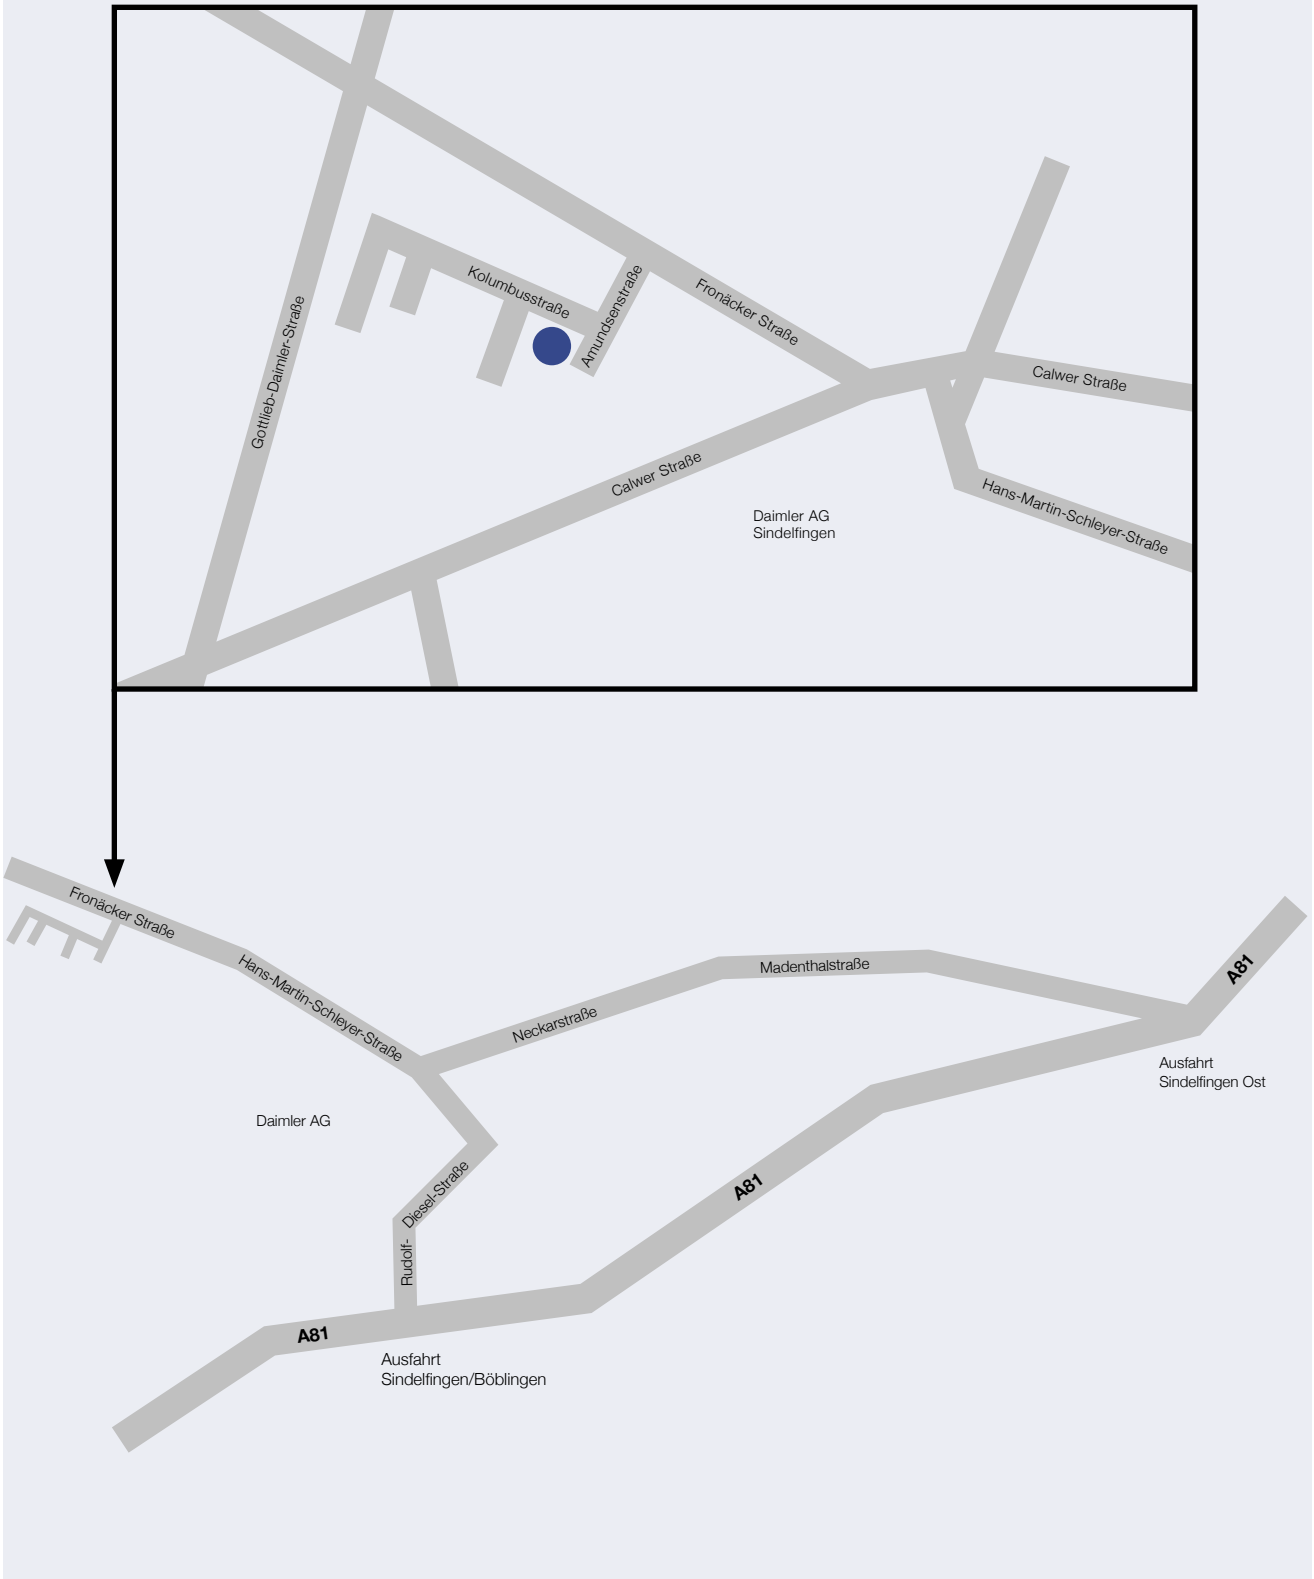 Kolumbusstraße
Amundsenstraße
Fronäcker Straße
Gottlieb-Daimler-Straße
Calwer Straße
Calwer Straße
Hans-Martin-Schleyer-Straße
Daimler AG
Sindelfingen
Fronäcker Straße
Hans-Martin-Schleyer-Straße
Neckarstraße
Madenthalstraße
A81
Ausfahrt
Sindelfingen Ost
Daimler AG
Diesel-Straße
Rudolf-
A81
A81
Ausfahrt
Sindelfingen/Böblingen